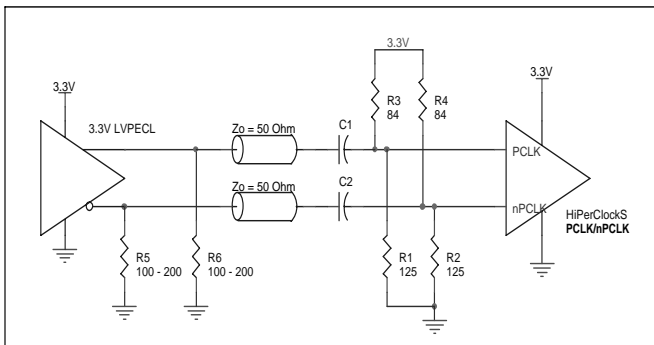 3.3V
3.3V
3.3V
3.3V LVPECL
R3
84
R4
84
Zo = 50 Ohm
C1
PCLK
Zo = 50 Ohm
C2
nPCLK
HiPerClockS
PCLK/nPCLK
R5
100 - 200
R6
100 - 200
R1
125
R2
125